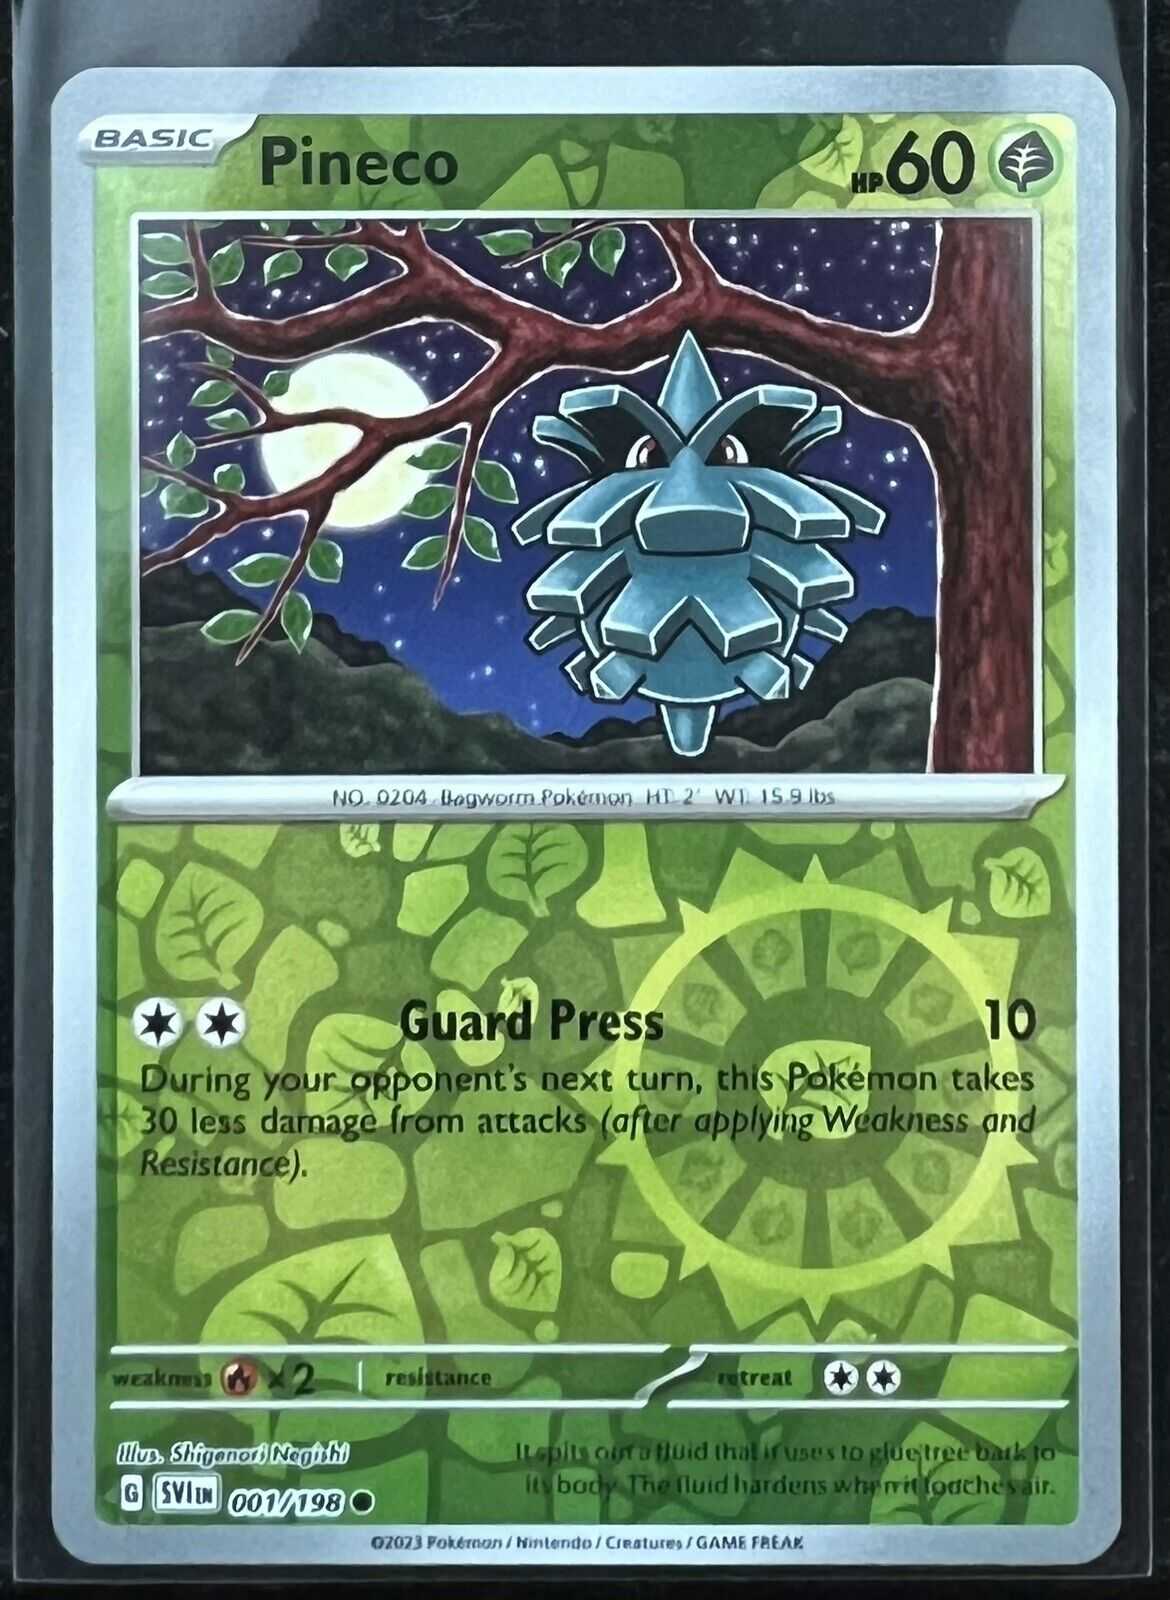 BASIC Pineco HP 60
NO. 0204 Bagworm Pokémon HT: 2' WT: 15.9 lbs
Guard Press 10
During your opponent's next turn, this Pokémon takes
30 less damage from attacks (after applying Weakness and
Resistance).
weakness ×2 resistance retreat
Illus. Shigenori Negishi
It spits out a fluid that it uses to glue tree bark to
its body. The fluid hardens when it touches air.
G SVI EN 001/198
©2023 Pokémon / Nintendo / Creatures / GAME FREAK